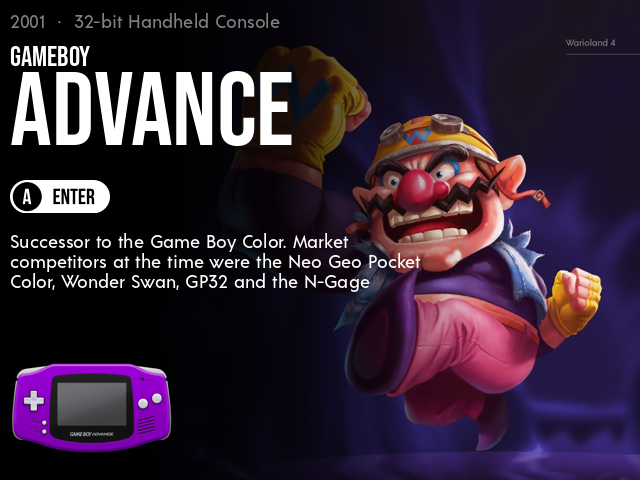 2001 · 32-bit Handheld Console
Warioland 4
GAMEBOY
ADVANCE
A ENTER
Successor to the Game Boy Color. Market
competitors at the time were the Neo Geo Pocket
Color, Wonder Swan, GP32 and the N-Gage
GAME BOY ADVANCE